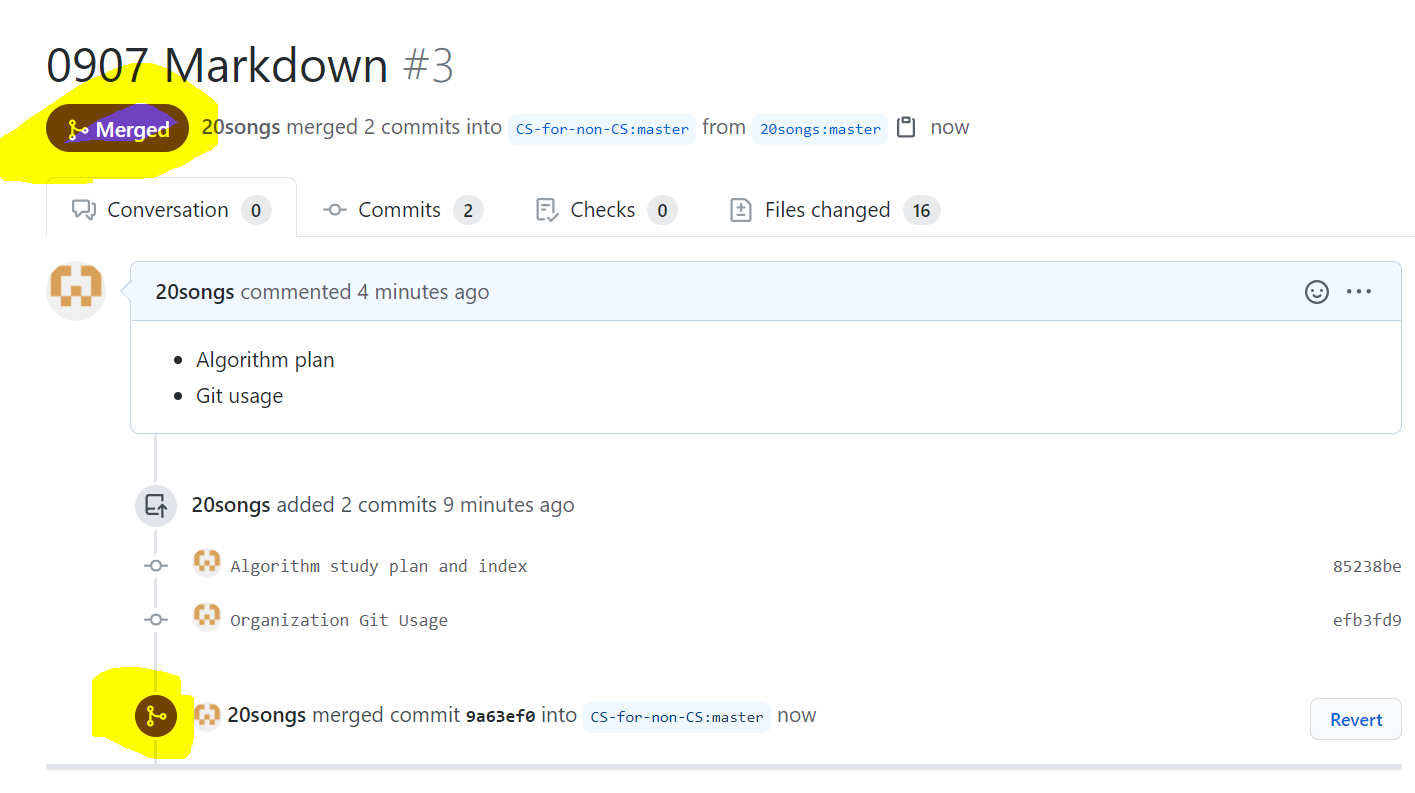 0907 Markdown #3
Merged 20songs merged 2 commits into CS-for-non-CS:master from 20songs:master now
Conversation 0 Commits 2 Checks 0 Files changed 16
20songs commented 4 minutes ago
Algorithm plan
Git usage
20songs added 2 commits 9 minutes ago
Algorithm study plan and index 85238be
Organization Git Usage efb3fd9
20songs merged commit 9a63ef0 into CS-for-non-CS:master now
Revert